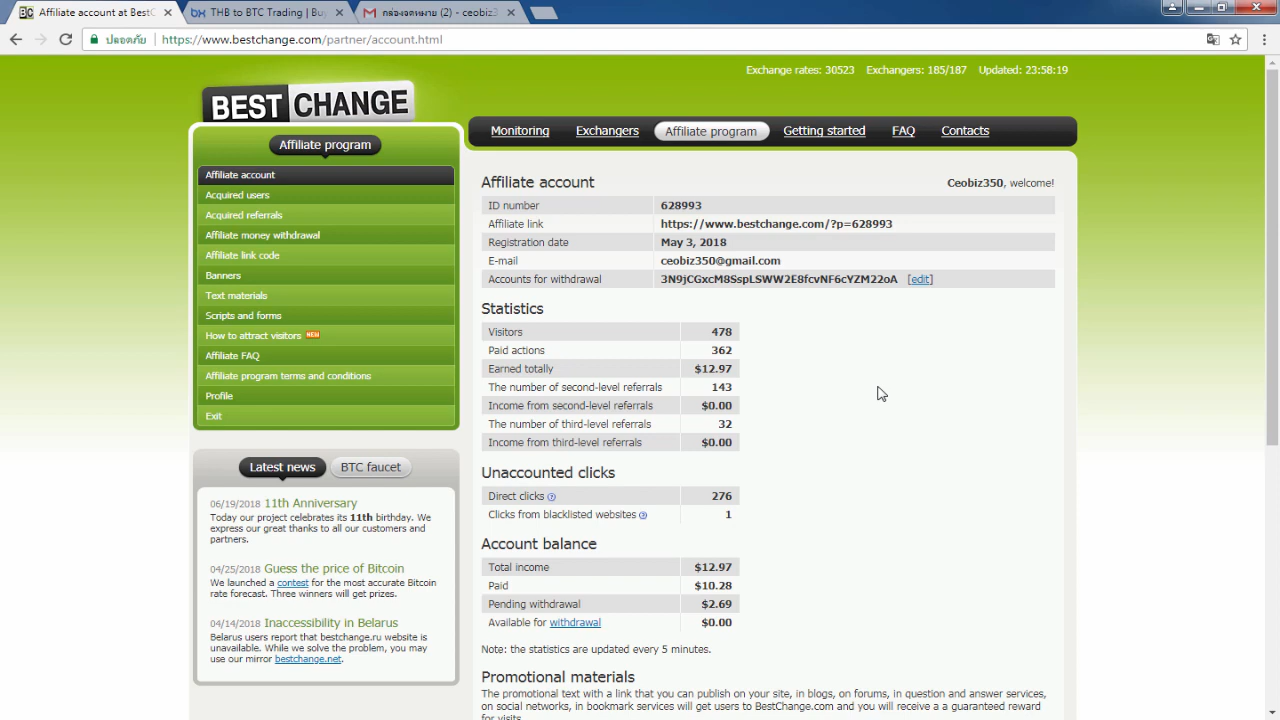 Affiliate account at BestC
THB to BTC Trading | Bu
กล่องจดหมาย (2) - ceobiz3
ปลอดภัย
https://www.bestchange.com/partner/account.html
Exchange rates: 30523 Exchangers: 185/187 Updated: 23:58:19
BESTCHANGE
Monitoring Exchangers Affiliate program Getting started FAQ Contacts
Affiliate program
Affiliate account
Acquired users
Acquired referrals
Affiliate money withdrawal
Affiliate link code
Banners
Text materials
Scripts and forms
How to attract visitors NEW
Affiliate FAQ
Affiliate program terms and conditions
Profile
Exit
Latest news BTC faucet
06/19/2018 11th Anniversary
Today our project celebrates its 11th birthday. We
express our great thanks to all our customers and
partners.
04/25/2018 Guess the price of Bitcoin
We launched a contest for the most accurate Bitcoin
rate forecast. Three winners will get prizes.
04/14/2018 Inaccessibility in Belarus
Belarus users report that bestchange.ru website is
unavailable. While we solve the problem, you may
use our mirror bestchange.net.
Affiliate account
Ceobiz350, welcome!
ID number 628993
Affiliate link https://www.bestchange.com/?p=628993
Registration date May 3, 2018
E-mail ceobiz350@gmail.com
Accounts for withdrawal 3N9jCGxcM8SspLSWW2E8fcvNF6cYZM22oA [edit]
Statistics
Visitors 478
Paid actions 362
Earned totally $12.97
The number of second-level referrals 143
Income from second-level referrals $0.00
The number of third-level referrals 32
Income from third-level referrals $0.00
Unaccounted clicks
Direct clicks 276
Clicks from blacklisted websites 1
Account balance
Total income $12.97
Paid $10.28
Pending withdrawal $2.69
Available for withdrawal $0.00
Note: the statistics are updated every 5 minutes.
Promotional materials
The promotional text with a link that you can publish on your site, in blogs, on forums, in question and answer services,
on social networks, in bookmark services will get users to BestChange.com and you will receive a a guaranteed reward
for visits.